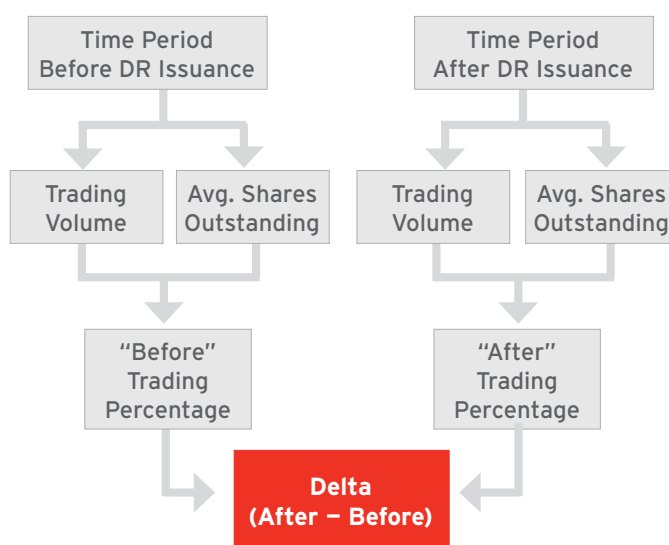 Time Period
Before DR Issuance
Time Period
After DR Issuance
Trading
Volume
Avg. Shares
Outstanding
Trading
Volume
Avg. Shares
Outstanding
“Before”
Trading
Percentage
“After”
Trading
Percentage
Delta
(After – Before)